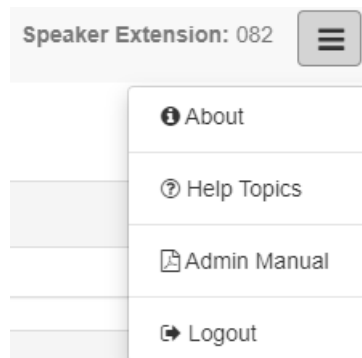 Speaker Extension: 082
About
Help Topics
Admin Manual
Logout